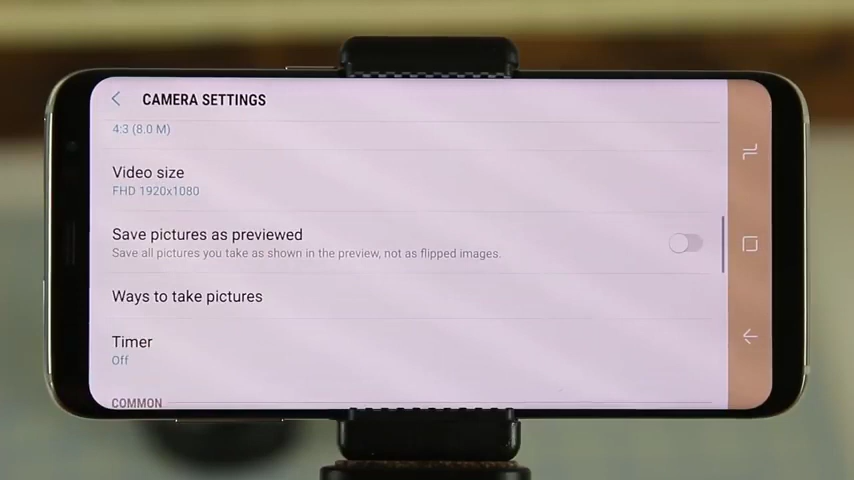 CAMERA SETTINGS
4:3 (8.0 M)
Video size
FHD 1920x1080
Save pictures as previewed
Save all pictures you take as shown in the preview, not as flipped images.
Ways to take pictures
Timer
Off
COMMON